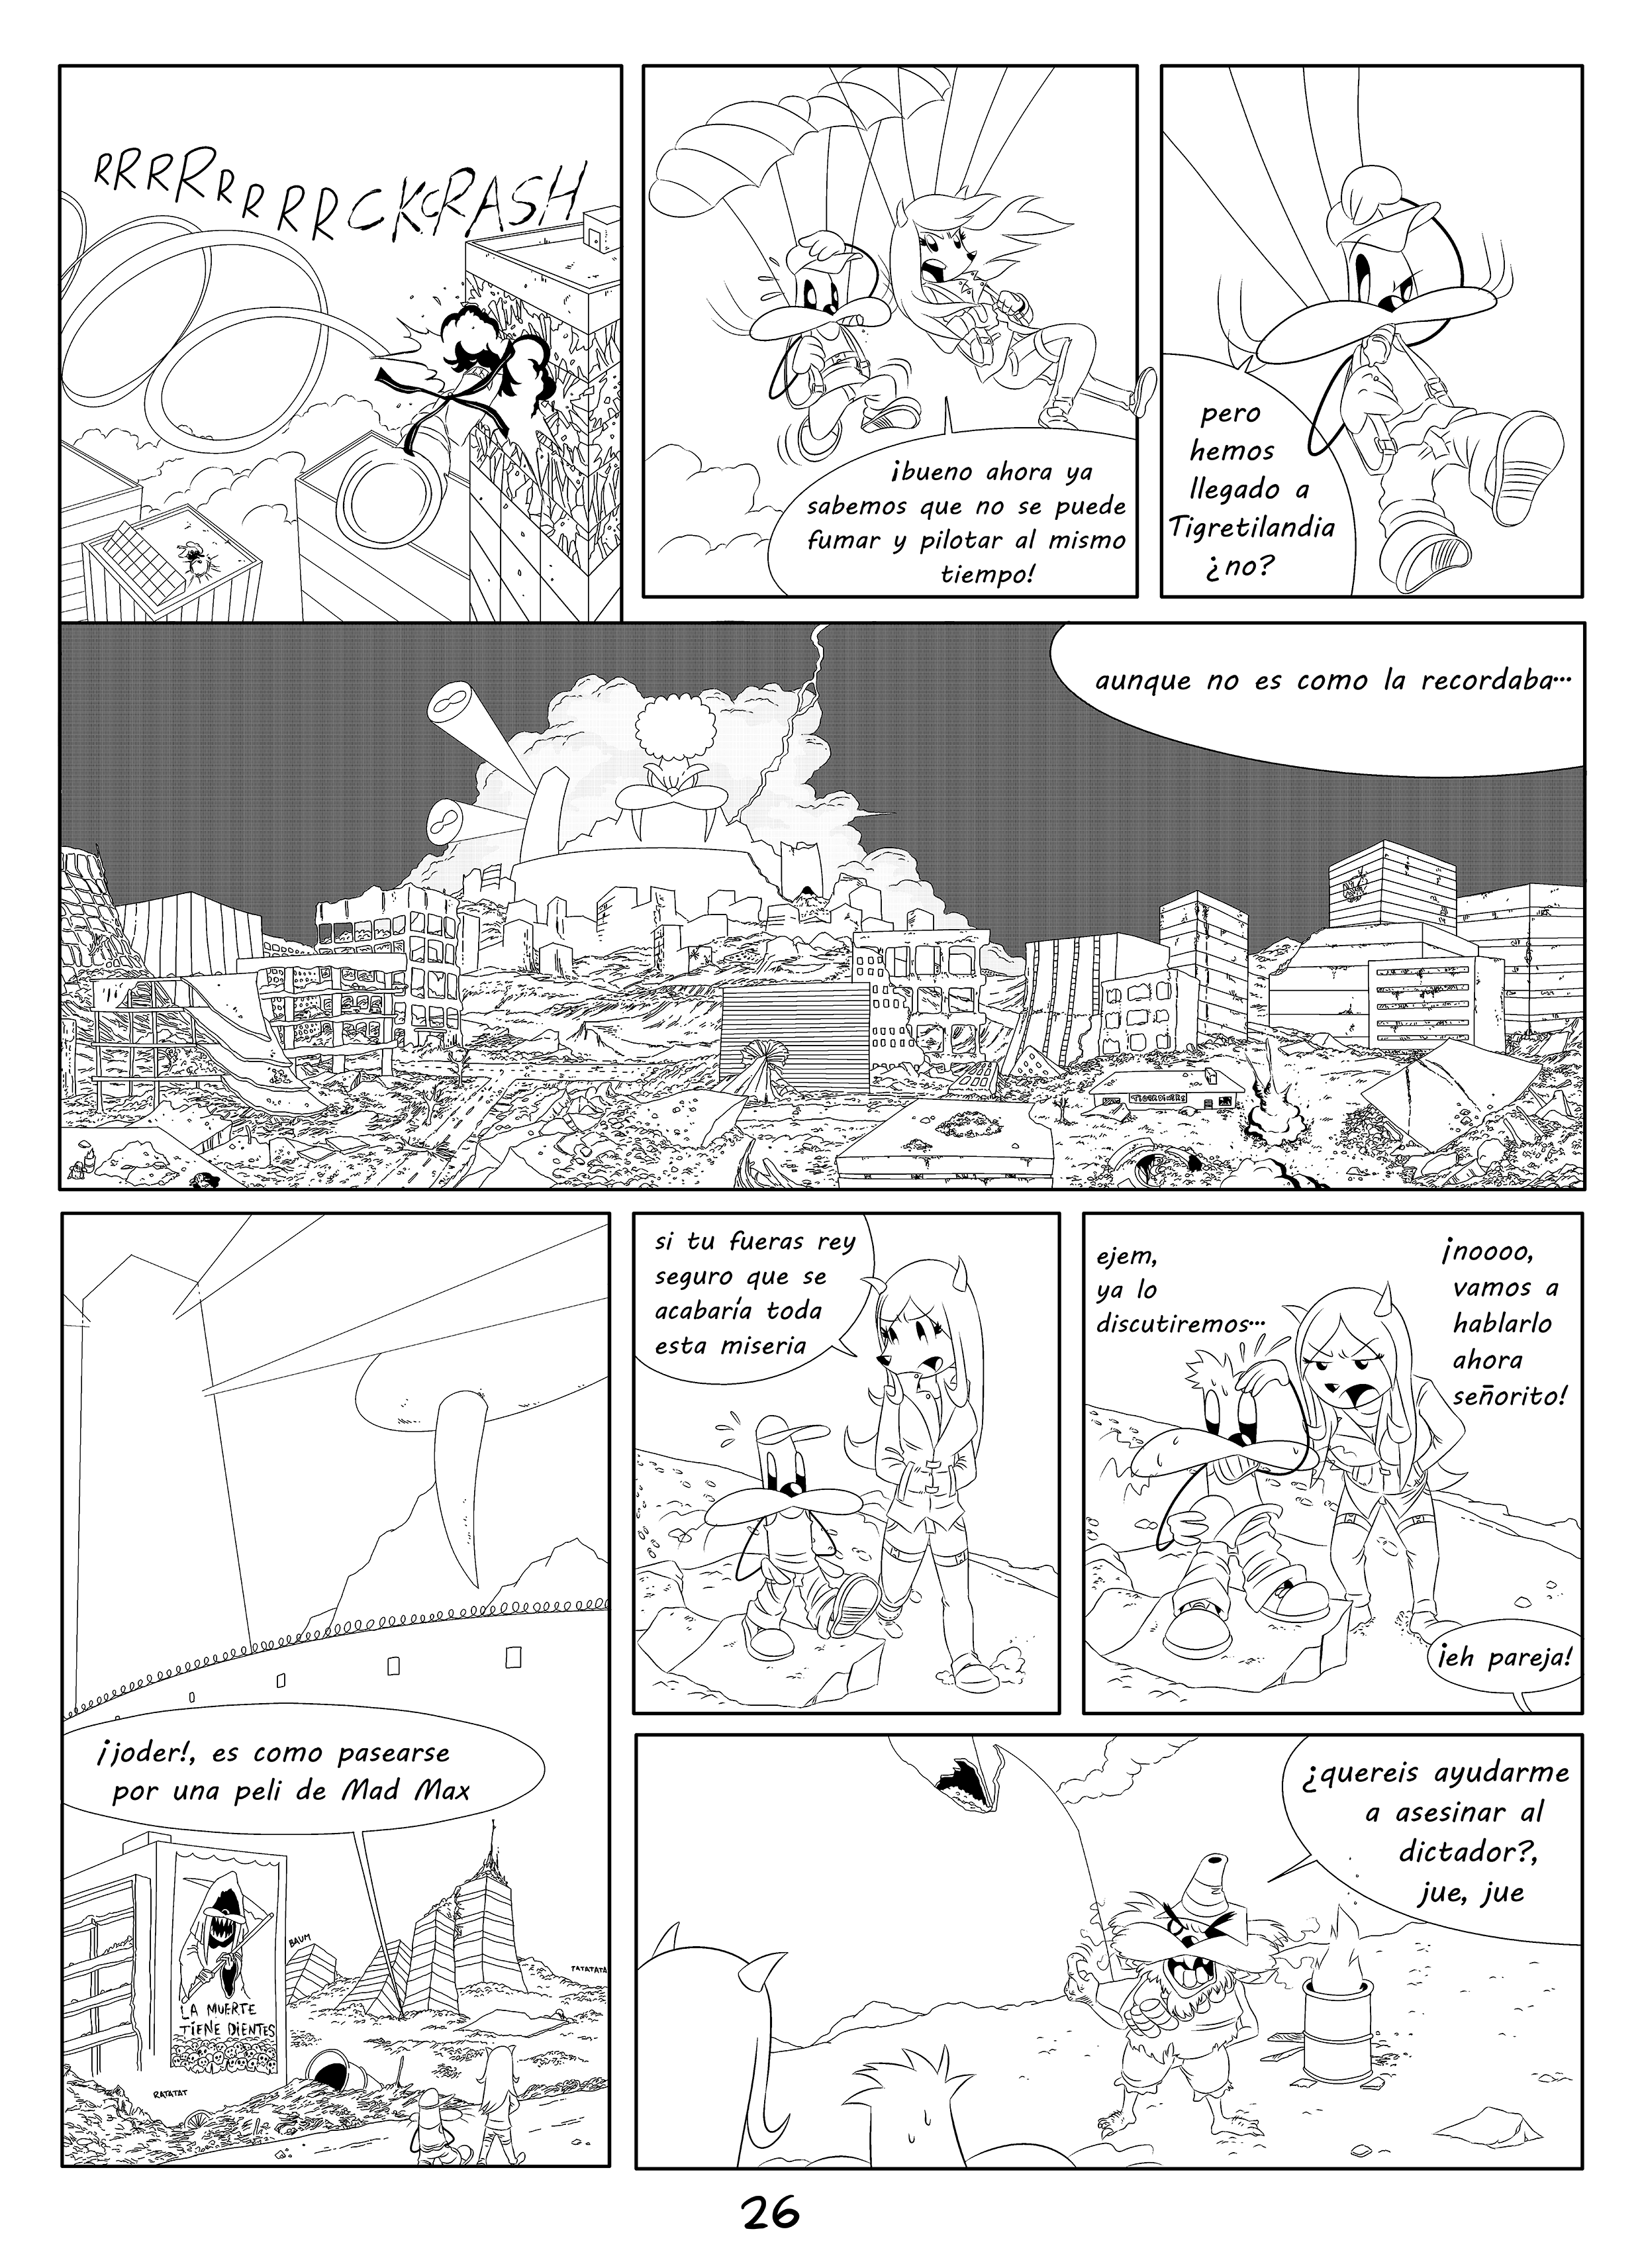 RRRRRRRRRCKCRASH
¡bueno ahora ya
sabemos que no se puede
fumar y pilotar al mismo
tiempo!
pero
hemos
llegado a
Tigretilandia
¿no?
aunque no es como la recordaba...
¡joder!, es como pasearse
por una peli de Mad Max
BAUM
TATATATA
LA MUERTE
TIENE DIENTES
RATATAT
si tu fueras rey
seguro que se
acabaría toda
esta miseria
ejem,
ya lo
discutiremos...
¡noooo,
vamos a
hablarlo
ahora
señorito!
¡eh pareja!
¿quereis ayudarme
a asesinar al
dictador?,
jue, jue
26